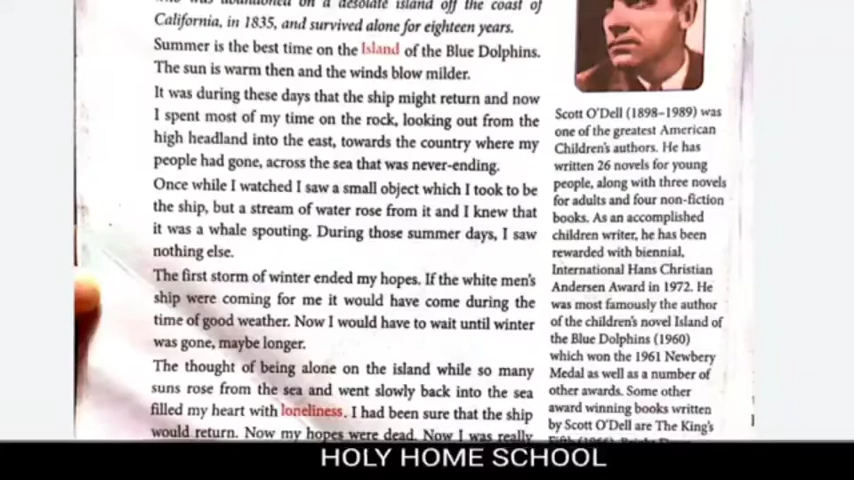 was abandoned on a desolate island off the coast of
California, in 1835, and survived alone for eighteen years.
Summer is the best time on the Island of the Blue Dolphins.
The sun is warm then and the winds blow milder.
It was during these days that the ship might return and now
I spent most of my time on the rock, looking out from the
high headland into the east, towards the country where my
people had gone, across the sea that was never-ending.
Once while I watched I saw a small object which I took to be
the ship, but a stream of water rose from it and I knew that
it was a whale spouting. During those summer days, I saw
nothing else.
The first storm of winter ended my hopes. If the white men's
ship were coming for me it would have come during the
time of good weather. Now I would have to wait until winter
was gone, maybe longer.
The thought of being alone on the island while so many
suns rose from the sea and went slowly back into the sea
filled my heart with loneliness. I had been sure that the ship
would return. Now my hopes were dead. Now I was really
Scott O'Dell (1898–1989) was
one of the greatest American
Children's authors. He has
written 26 novels for young
people, along with three novels
for adults and four non-fiction
books. As an accomplished
children writer, he has been
rewarded with biennial,
International Hans Christian
Andersen Award in 1972. He
was most famously the author
of the children's novel Island of
the Blue Dolphins (1960)
which won the 1961 Newbery
Medal as well as a number of
other awards. Some other
award winning books written
by Scott O'Dell are The King's
HOLY HOME SCHOOL